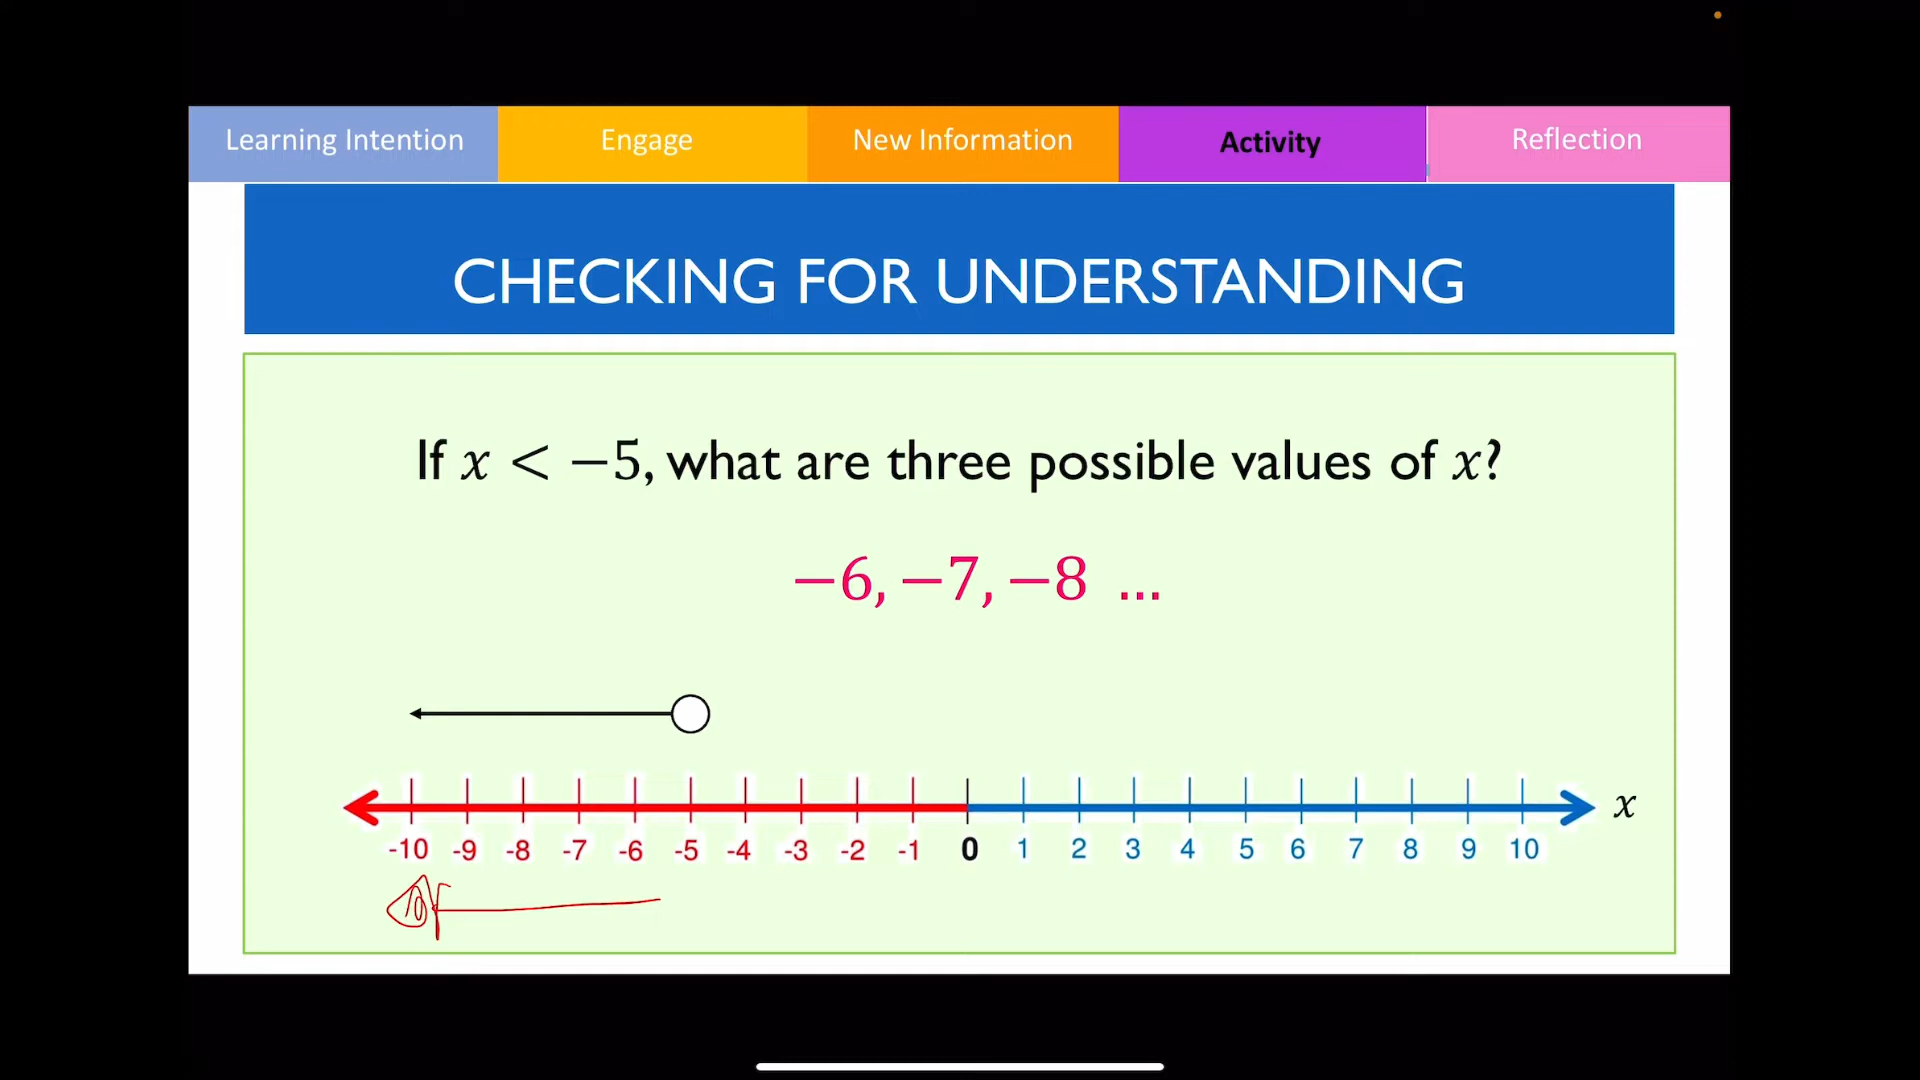 Learning Intention Engage New Information Activity Reflection
CHECKING FOR UNDERSTANDING
If x < −5, what are three possible values of x?
−6, −7, −8 ...
x
-10 -9 -8 -7 -6 -5 -4 -3 -2 -1 0 1 2 3 4 5 6 7 8 9 10